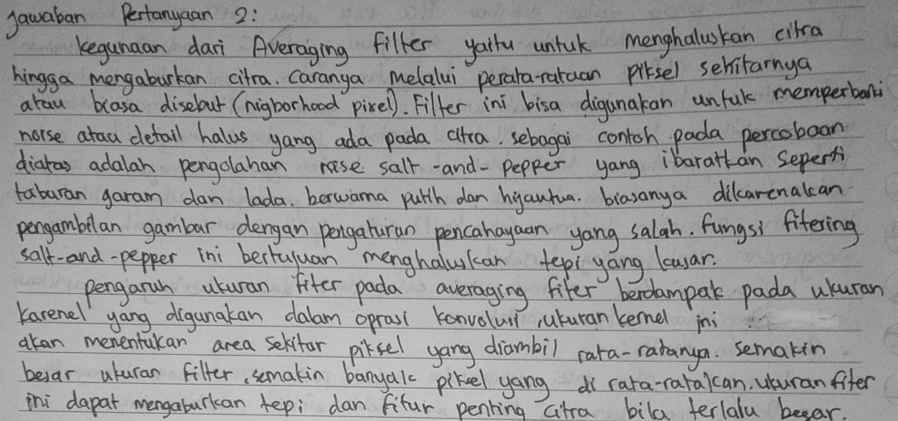 Jawaban Pertanyaan 2:
kegunaan dari Averaging filter yaitu untuk menghaluskan citra
hingga mengaburkan citra. Caranya melalui perata-rataan piksel sekitarnya
atau biasa disebut (nigborhood pixel). Filter ini bisa digunakan untuk memperbaiki
noise atau detail halus yang ada pada citra. sebagai contoh pada percobaan
diatas adalah pengolahan noise salt-and-pepper yang ibaratkan seperti
taburan garam dan lada. berwarna putih dan hijautua. biasanya dikarenakan
pengambilan gambar dengan pengaturan pencahayaan yang salah. fungsi fitering
salt-and-pepper ini bertujuan menghaluskan tepi yang kasar.
pengaruh ukuran fiter pada averaging fiter berdampak pada ukuran
karenel yang digunakan dalam oprasi konvolusi, ukuran kernel ini
akan menentukan area sekitar piksel yang diambil rata-ratanya. semakin
besar ukuran filter, semakin banyak piksel yang di rata-ratakan. ukuran fiter
ini dapat mengaburkan tepi dan fitur penting citra bila terlalu besar.